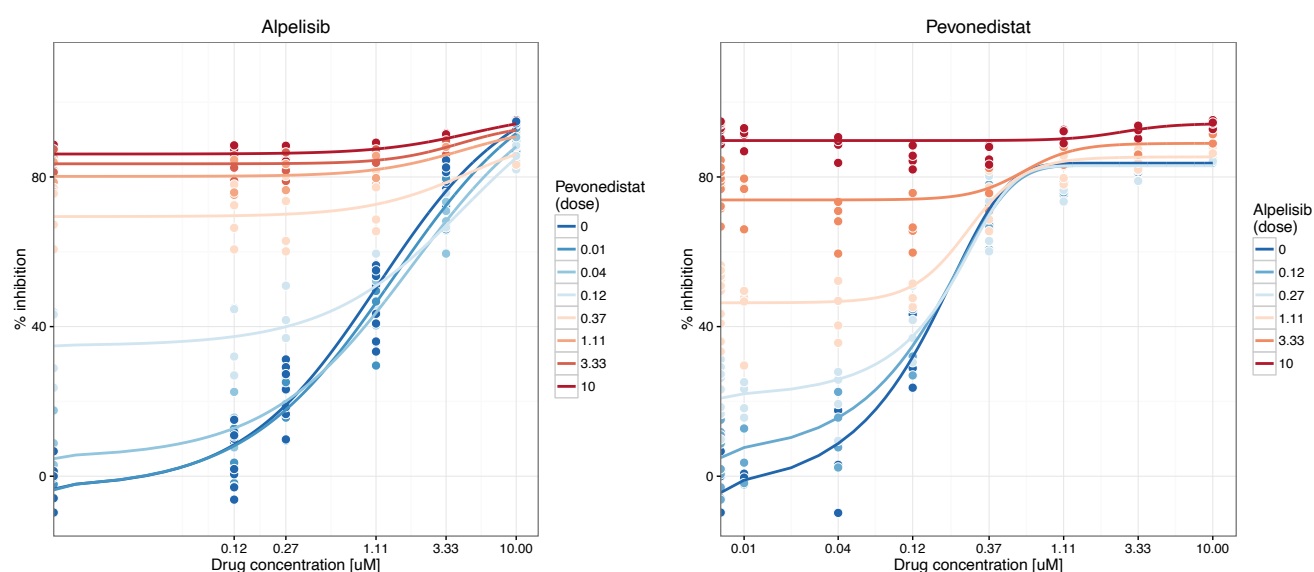 Alpelisib
% inhibition
80
40
0
0.12 0.27 1.11 3.33 10.00
Drug concentration [uM]
Pevonedistat
(dose)
0
0.01
0.04
0.12
0.37
1.11
3.33
10
Pevonedistat
% inhibition
80
40
0
0.01 0.04 0.12 0.37 1.11 3.33 10.00
Drug concentration [uM]
Alpelisib
(dose)
0
0.12
0.27
1.11
3.33
10